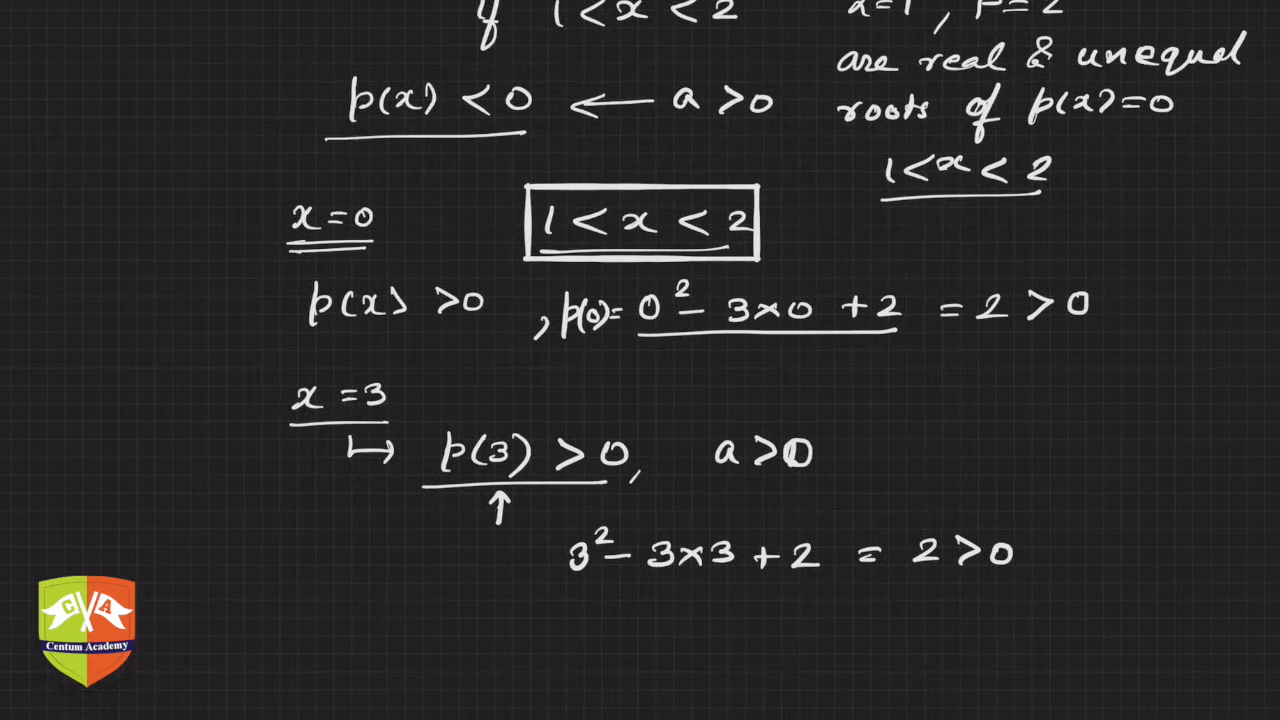 if 1 < x < 2
α=1, β=2
are real & unequal
roots of p(x)=0
1 < x < 2
p(x) < 0 ← a > 0
x = 0
1 < x < 2
p(x) > 0 , p(0) = 0² - 3×0 + 2 = 2 > 0
x = 3
↦ p(3) > 0, a > 0
↑
3² - 3×3 + 2 = 2 > 0
C A
Centum Academy